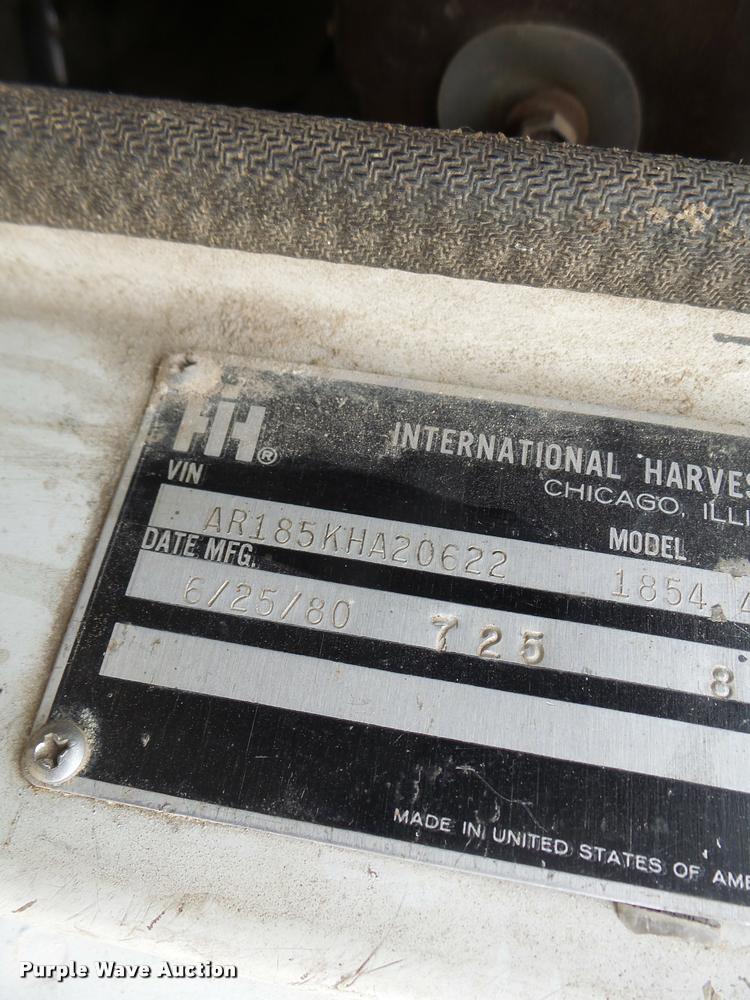 IH®
INTERNATIONAL HARVES
CHICAGO, ILLI
VIN
AR185KHA20622
MODEL
1854
DATE MFG.
6/25/80
725
8
MADE IN UNITED STATES OF AME
Purple Wave Auction